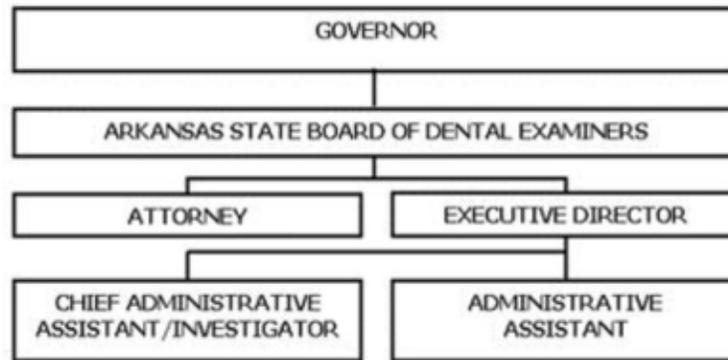 GOVERNOR
ARKANSAS STATE BOARD OF DENTAL EXAMINERS
ATTORNEY
EXECUTIVE DIRECTOR
CHIEF ADMINISTRATIVE
ASSISTANT/INVESTIGATOR
ADMINISTRATIVE
ASSISTANT